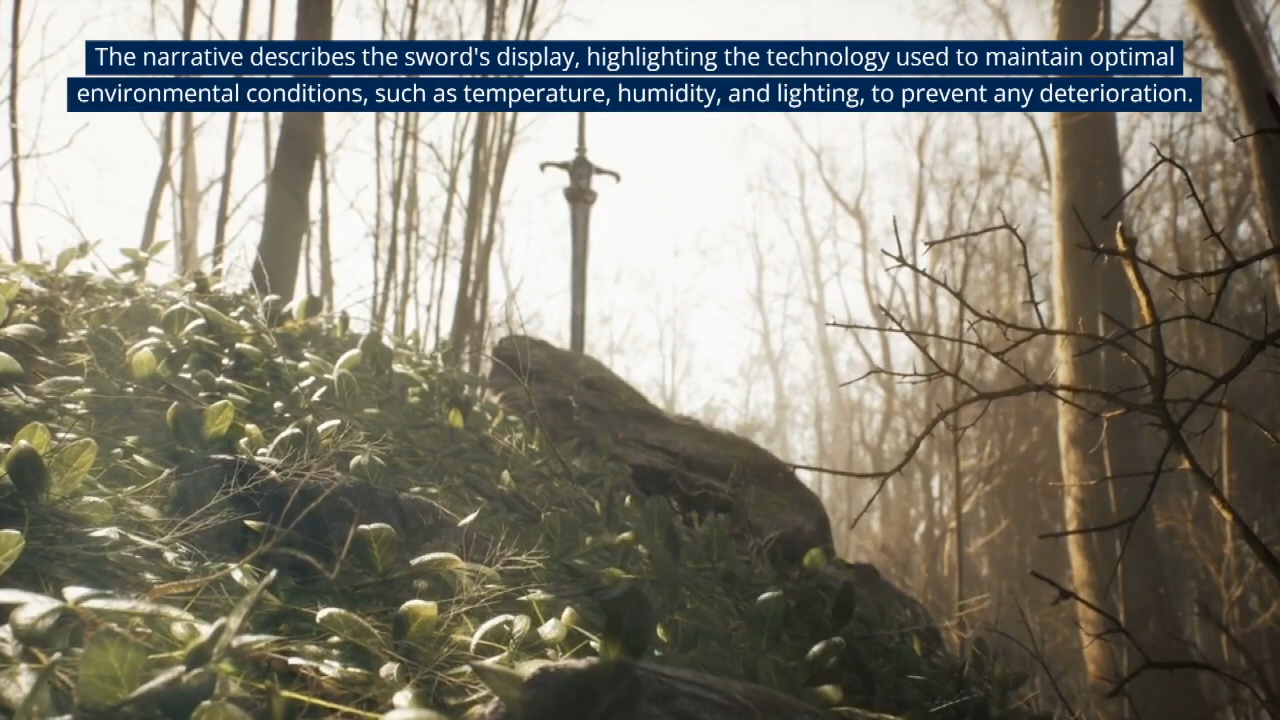 The narrative describes the sword's display, highlighting the technology used to maintain optimal
environmental conditions, such as temperature, humidity, and lighting, to prevent any deterioration.